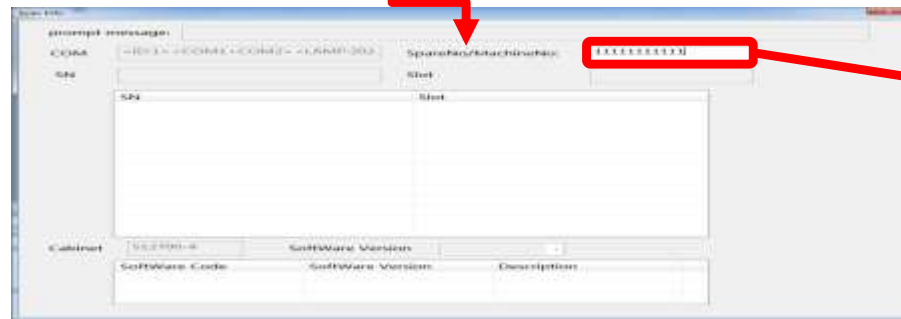 prompt message:
COM SpareNo/MachineNo:
SN Slot
SN Slot
Cabinet SoftWare Version
SoftWare Code SoftWare Version Description